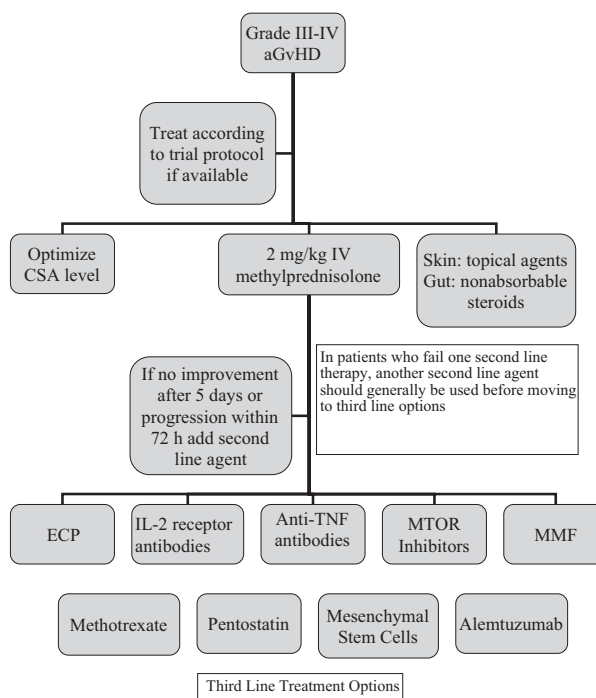 Grade III-IV
aGvHD
Treat according
to trial protocol
if available
Optimize
CSA level
2 mg/kg IV
methylprednisolone
Skin: topical agents
Gut: nonabsorbable
steroids
If no improvement
after 5 days or
progression within
72 h add second
line agent
In patients who fail one second line
therapy, another second line agent
should generally be used before moving
to third line options
ECP
IL-2 receptor
antibodies
Anti-TNF
antibodies
MTOR
Inhibitors
MMF
Methotrexate
Pentostatin
Mesenchymal
Stem Cells
Alemtuzumab
Third Line Treatment Options